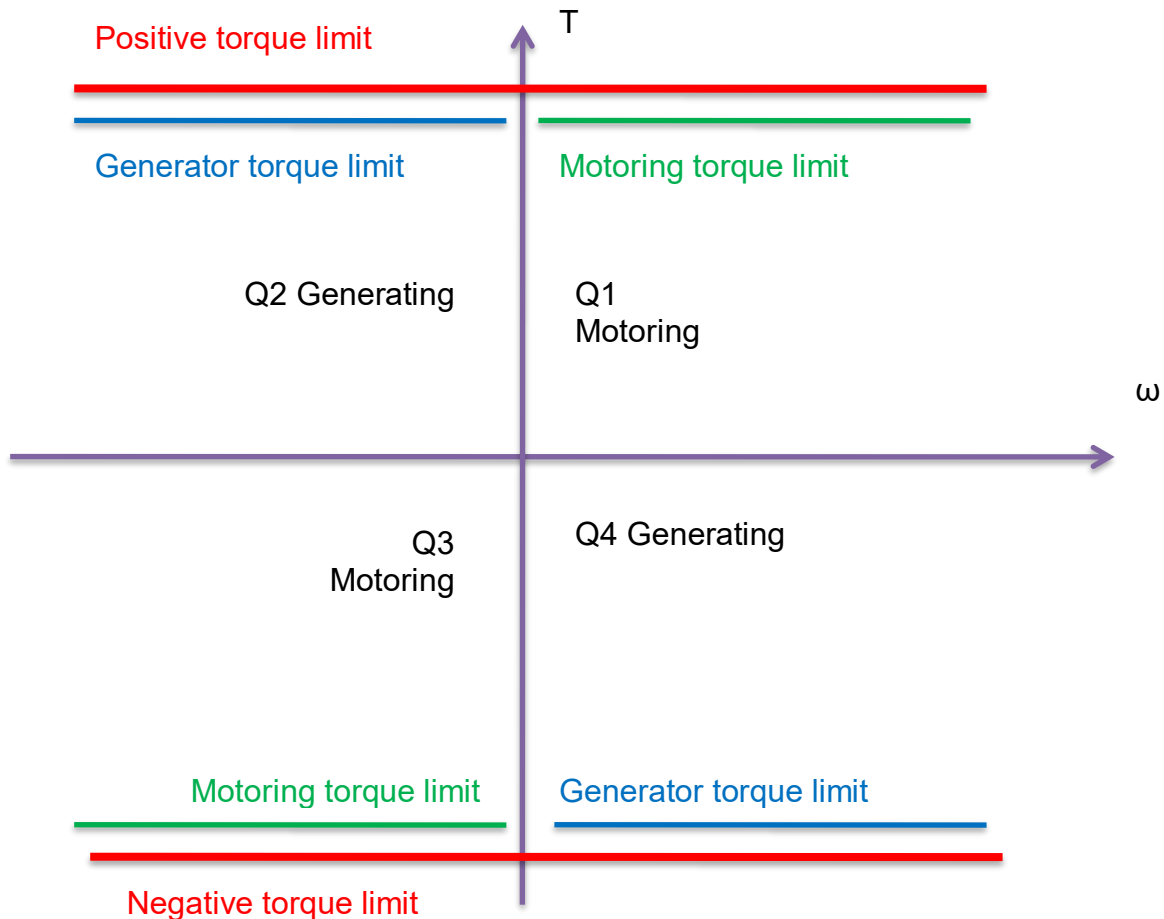 T
Positive torque limit
Generator torque limit
Motoring torque limit
Q2 Generating
Q1
Motoring
ω
Q3
Motoring
Q4 Generating
Motoring torque limit
Generator torque limit
Negative torque limit